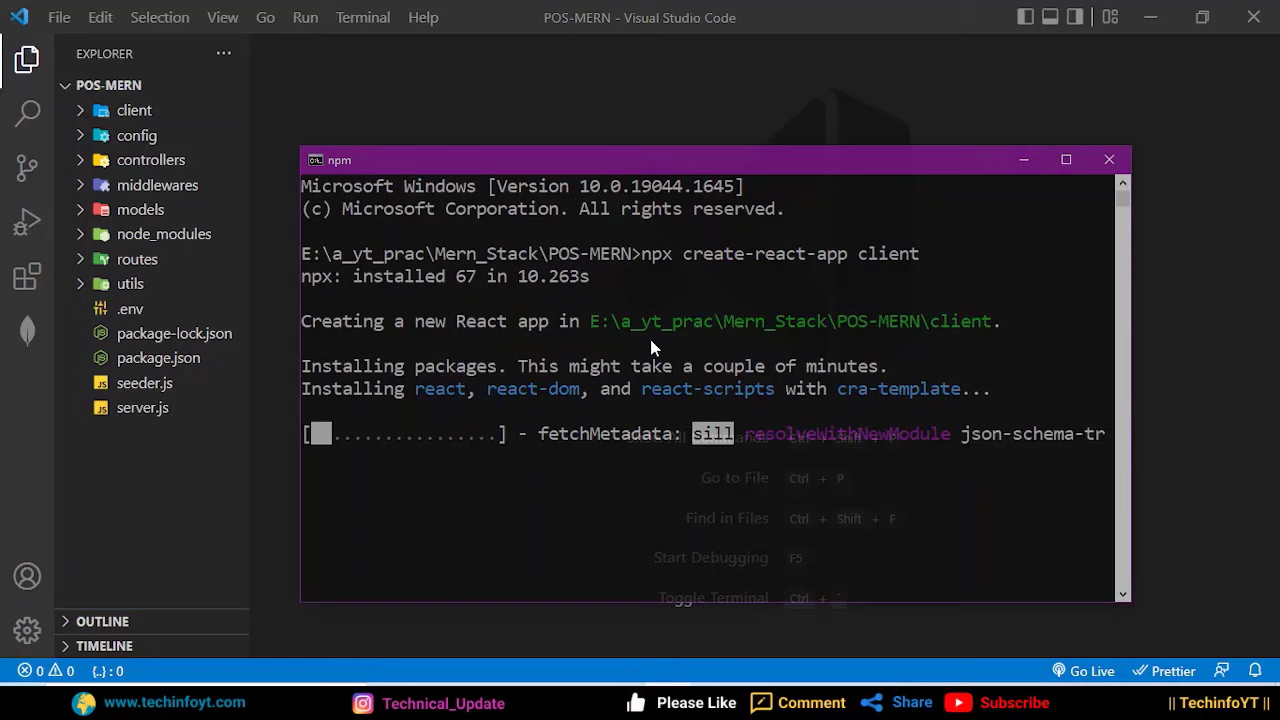 File Edit Selection View Go Run Terminal Help POS-MERN - Visual Studio Code
EXPLORER ...
POS-MERN
client
config
controllers
middlewares
models
node_modules
routes
utils
.env
package-lock.json
package.json
seeder.js
server.js
OUTLINE
TIMELINE
npm
Microsoft Windows [Version 10.0.19044.1645]
(c) Microsoft Corporation. All rights reserved.
E:\a_yt_prac\Mern_Stack\POS-MERN>npx create-react-app client
npx: installed 67 in 10.263s
Creating a new React app in E:\a_yt_prac\Mern_Stack\POS-MERN\client.
Installing packages. This might take a couple of minutes.
Installing react, react-dom, and react-scripts with cra-template...
[ ................] - fetchMetadata: sill resolveWithNewModule json-schema-tr
Go to File Ctrl + P
Find in Files Ctrl + Shift + F
Start Debugging F5
Toggle Terminal Ctrl + `
0 0 {..} : 0 Go Live Prettier
www.techinfoyt.com Technical_Update Please Like Comment Share Subscribe || TechinfoYT ||